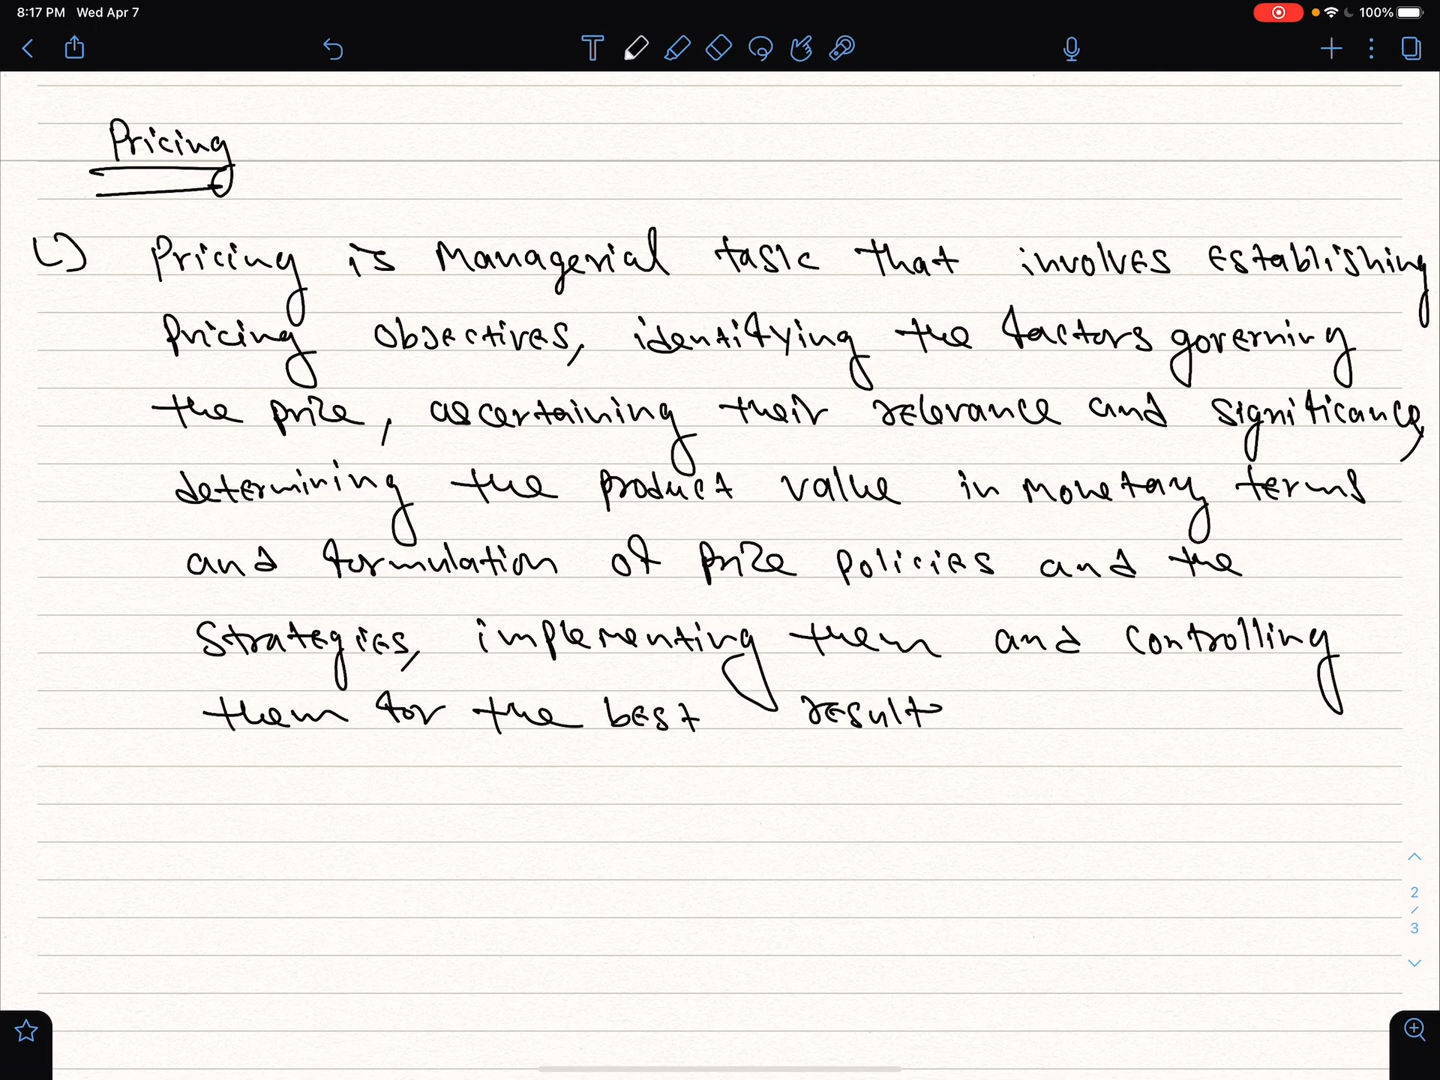 8:17 PM Wed Apr 7
100%
Pricing
Pricing is Managerial task that involves Establishing
Pricing objectives, identifying the factors governing
the prize, ascertaining their relevance and significance,
determining the product value in monetary terms
and formulation of prize policies and the
Strategies, implementing them and controlling
them for the best result
2
/
3